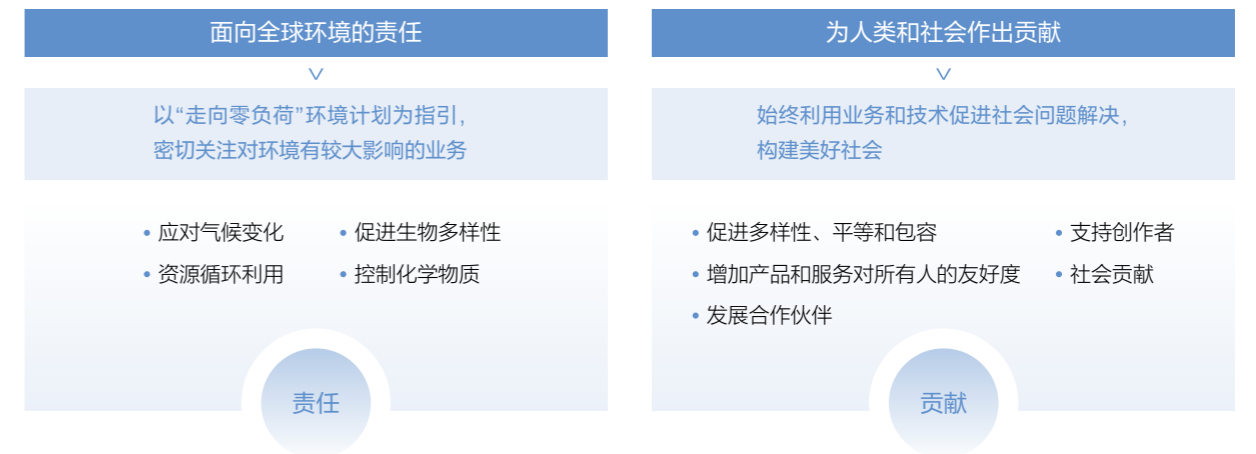 面向全球环境的责任
以“走向零负荷”环境计划为指引，
密切关注对环境有较大影响的业务
• 应对气候变化
• 促进生物多样性
• 资源循环利用
• 控制化学物质
责任
为人类和社会作出贡献
始终利用业务和技术促进社会问题解决，
构建美好社会
• 促进多样性、平等和包容
• 支持创作者
• 增加产品和服务对所有人的友好度
• 社会贡献
• 发展合作伙伴
贡献